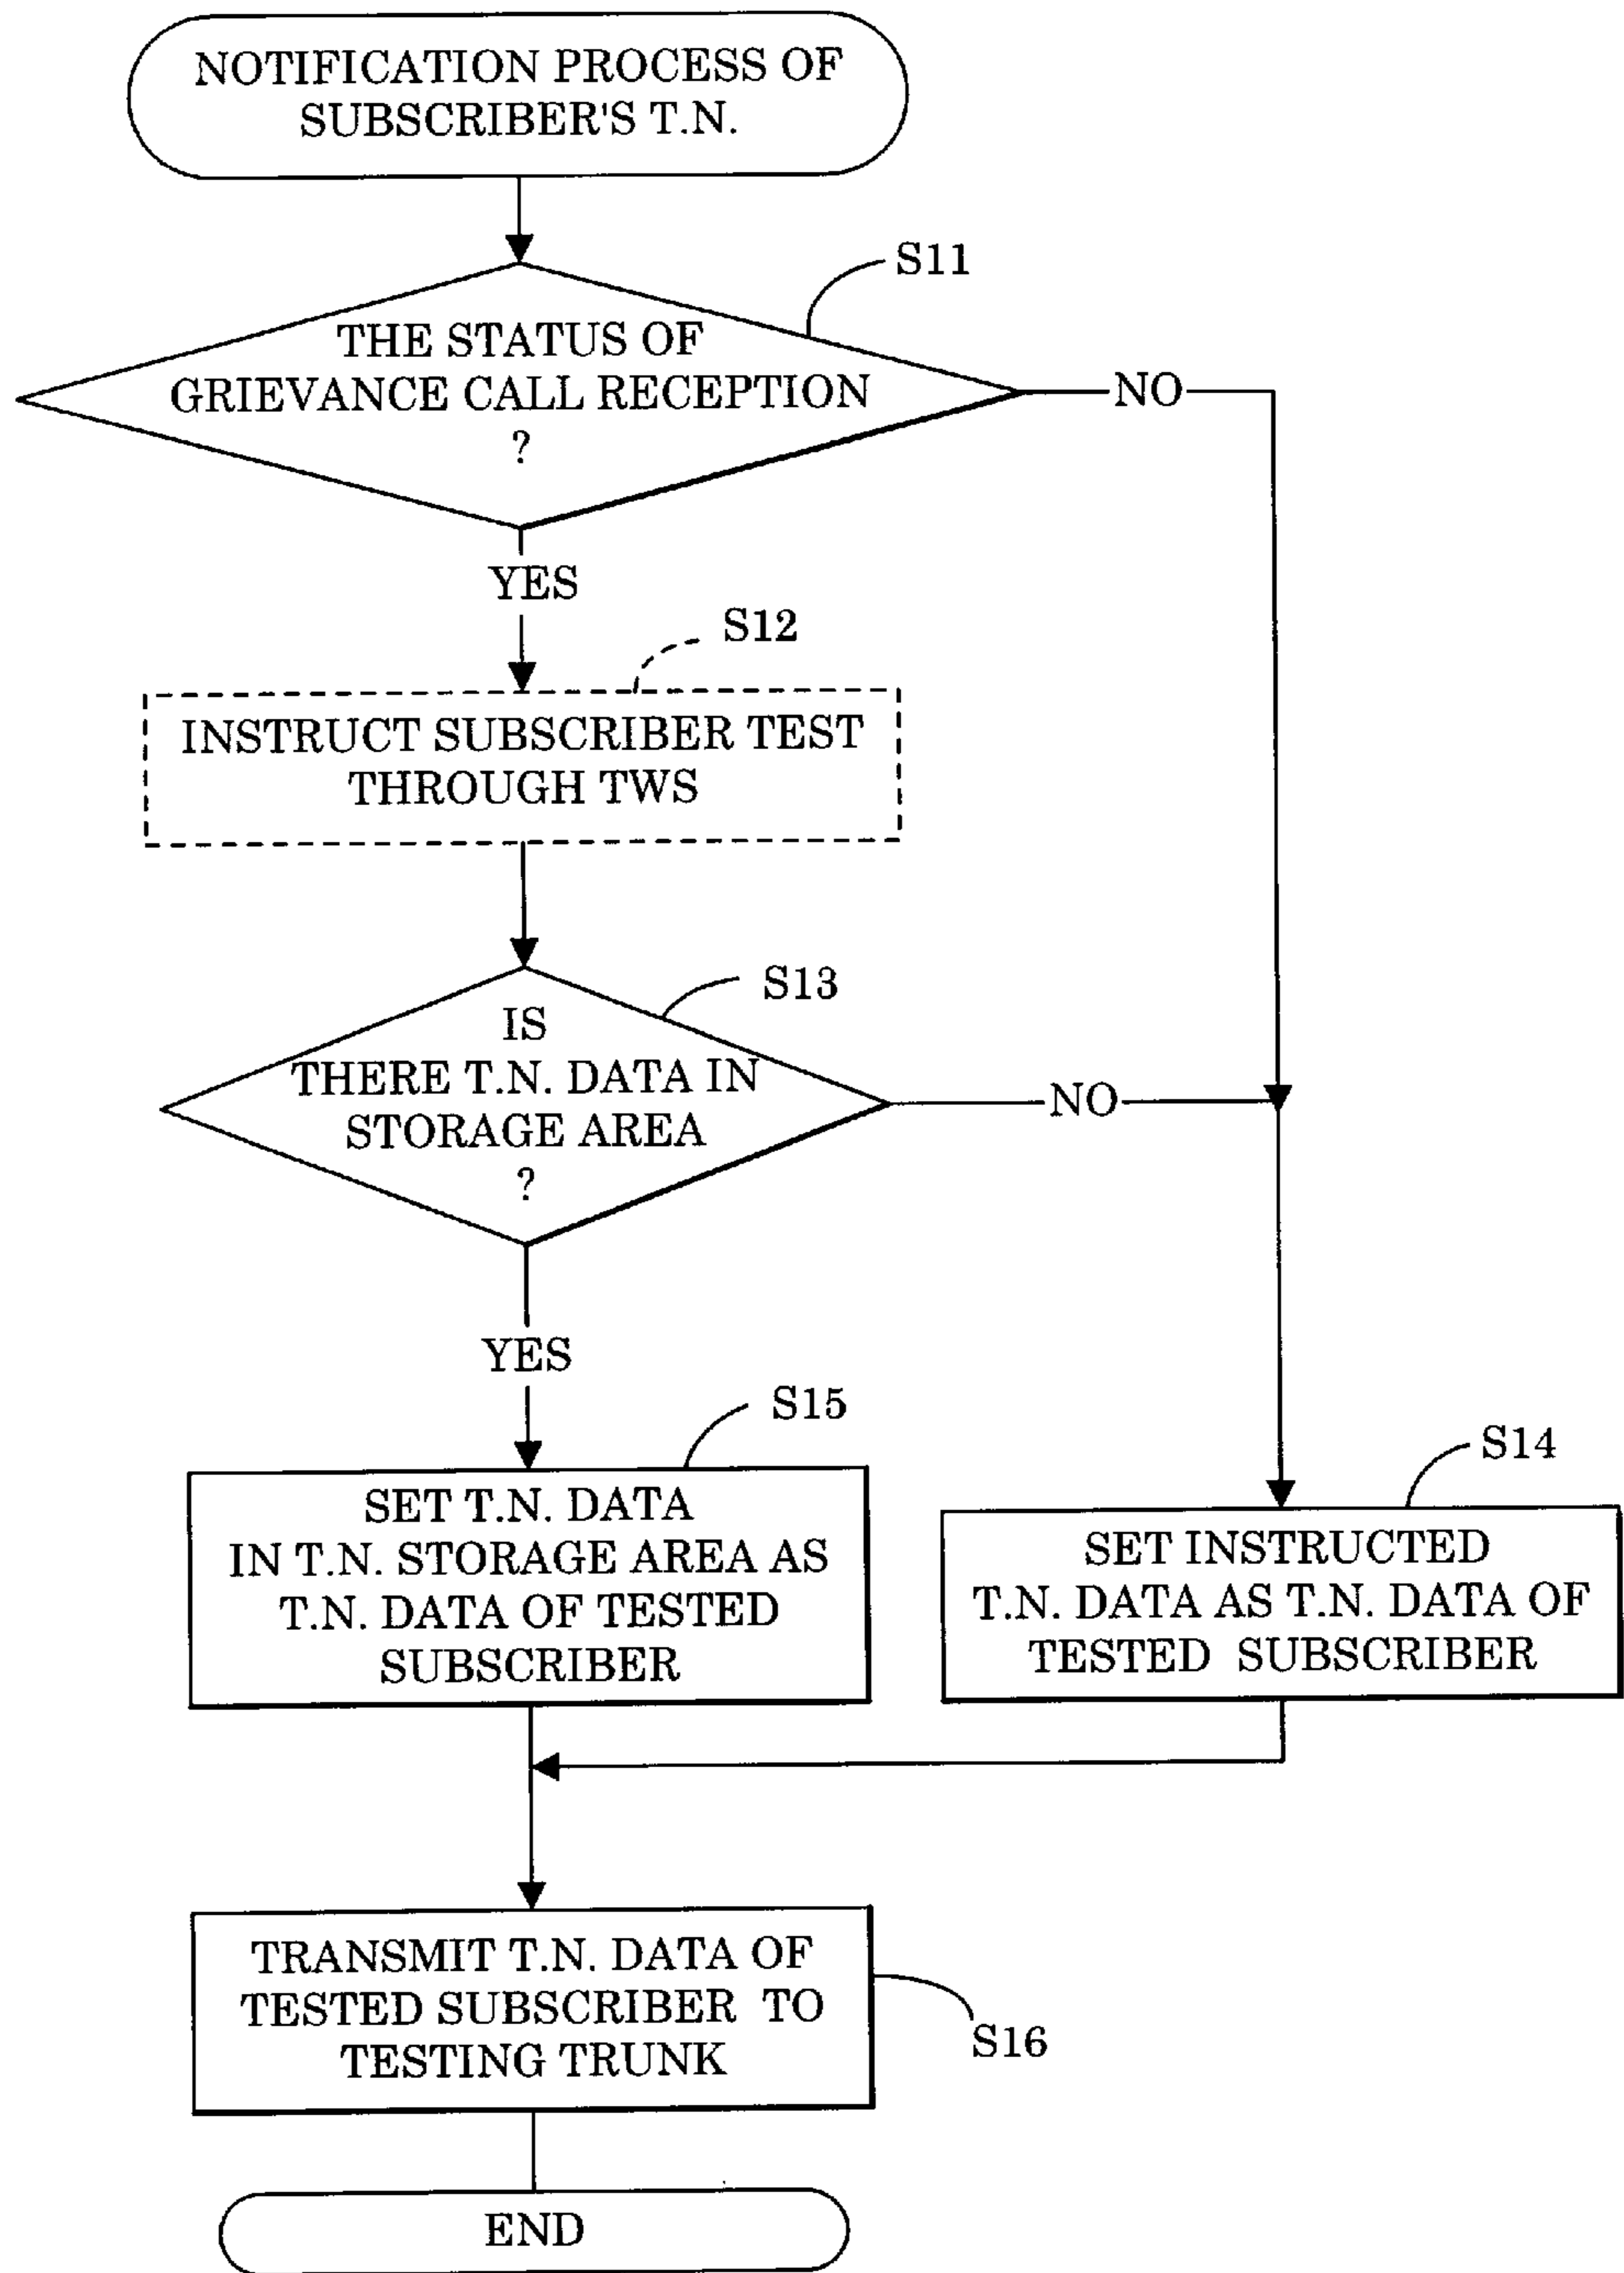 NOTIFICATION PROCESS OF
SUBSCRIBER'S T.N.
S11
THE STATUS OF
GRIEVANCE CALL RECEPTION
?
NO
YES
S12
INSTRUCT SUBSCRIBER TEST
THROUGH TWS
S13
IS
THERE T.N. DATA IN
STORAGE AREA
?
NO
YES
S15
SET T.N. DATA
IN T.N. STORAGE AREA AS
T.N. DATA OF TESTED
SUBSCRIBER
S14
SET INSTRUCTED
T.N. DATA AS T.N. DATA OF
TESTED SUBSCRIBER
TRANSMIT T.N. DATA OF
TESTED SUBSCRIBER TO
TESTING TRUNK
S16
END